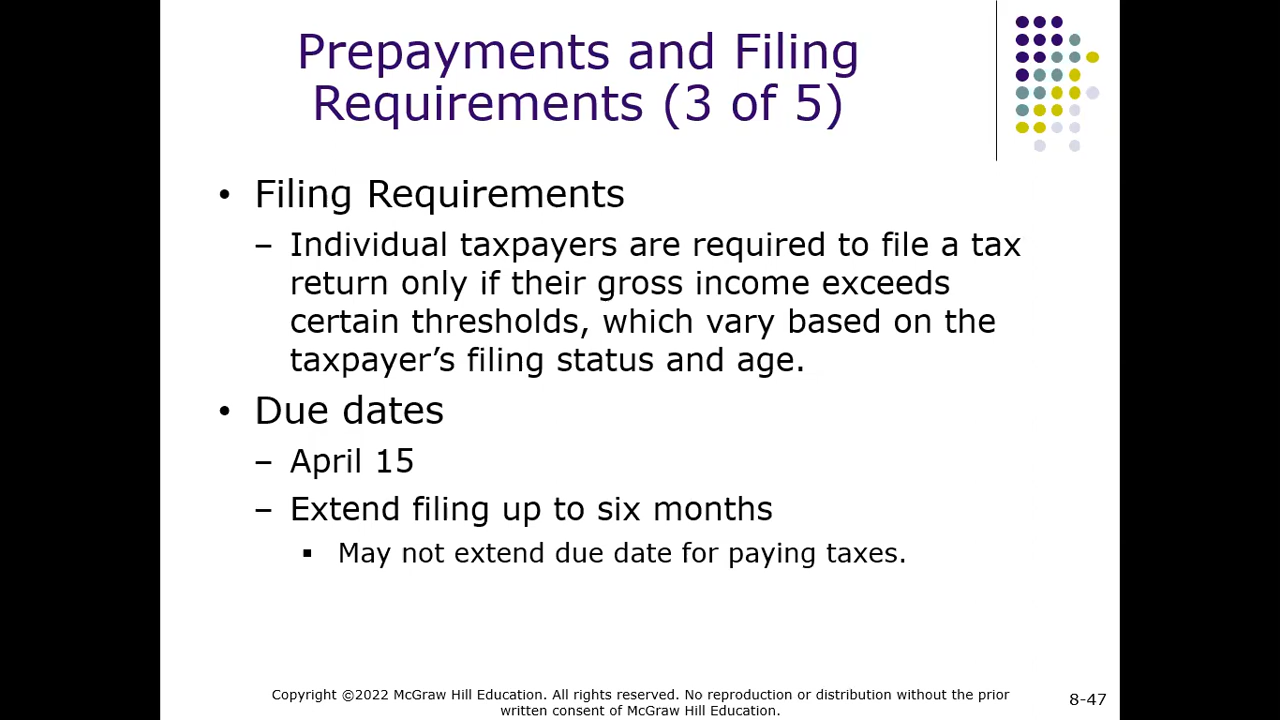 Prepayments and Filing
Requirements (3 of 5)
• Filing Requirements
– Individual taxpayers are required to file a tax
return only if their gross income exceeds
certain thresholds, which vary based on the
taxpayer’s filing status and age.
• Due dates
– April 15
– Extend filing up to six months
▪ May not extend due date for paying taxes.
Copyright ©2022 McGraw Hill Education. All rights reserved. No reproduction or distribution without the prior
written consent of McGraw Hill Education.
8-47